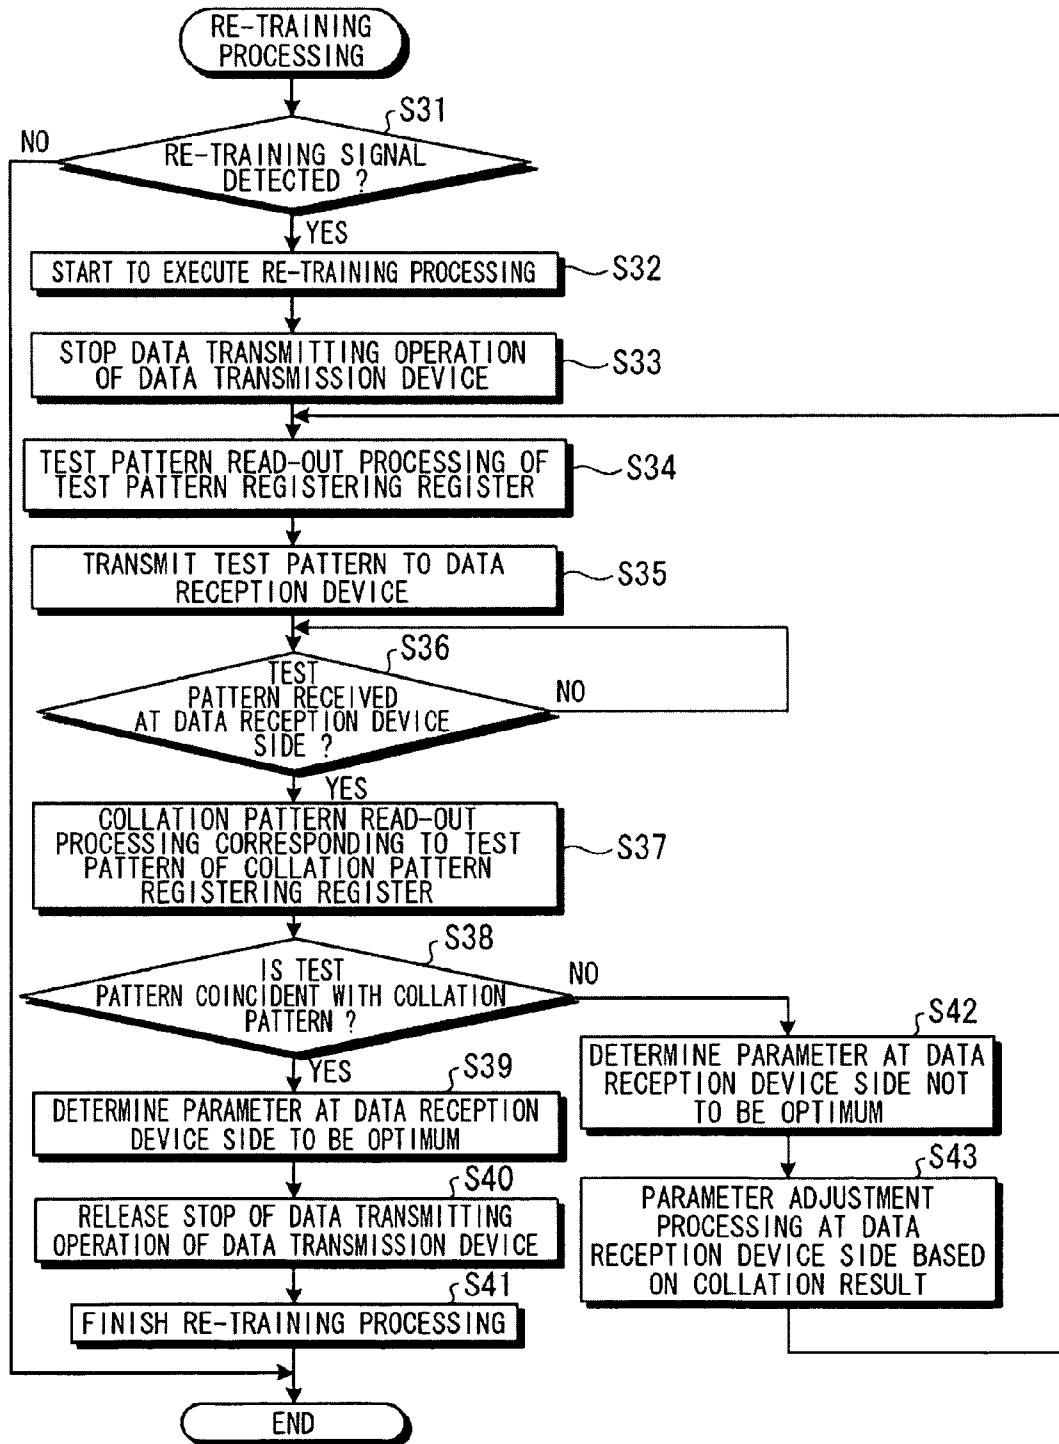 RE-TRAINING
PROCESSING
S31
NO
RE-TRAINING SIGNAL
DETECTED ?
YES
START TO EXECUTE RE-TRAINING PROCESSING
S32
STOP DATA TRANSMITTING OPERATION
OF DATA TRANSMISSION DEVICE
S33
TEST PATTERN READ-OUT PROCESSING OF
TEST PATTERN REGISTERING REGISTER
S34
TRANSMIT TEST PATTERN TO DATA
RECEPTION DEVICE
S35
S36
TEST
PATTERN RECEIVED
AT DATA RECEPTION DEVICE
SIDE ?
NO
YES
COLLATION PATTERN READ-OUT
PROCESSING CORRESPONDING TO TEST
PATTERN OF COLLATION PATTERN
REGISTERING REGISTER
S37
S38
IS TEST
PATTERN COINCIDENT WITH COLLATION
PATTERN ?
NO
YES
S39
DETERMINE PARAMETER AT DATA RECEPTION
DEVICE SIDE TO BE OPTIMUM
S40
RELEASE STOP OF DATA TRANSMITTING
OPERATION OF DATA TRANSMISSION DEVICE
S41
FINISH RE-TRAINING PROCESSING
S42
DETERMINE PARAMETER AT DATA
RECEPTION DEVICE SIDE NOT
TO BE OPTIMUM
S43
PARAMETER ADJUSTMENT
PROCESSING AT DATA
RECEPTION DEVICE SIDE BASED
ON COLLATION RESULT
END